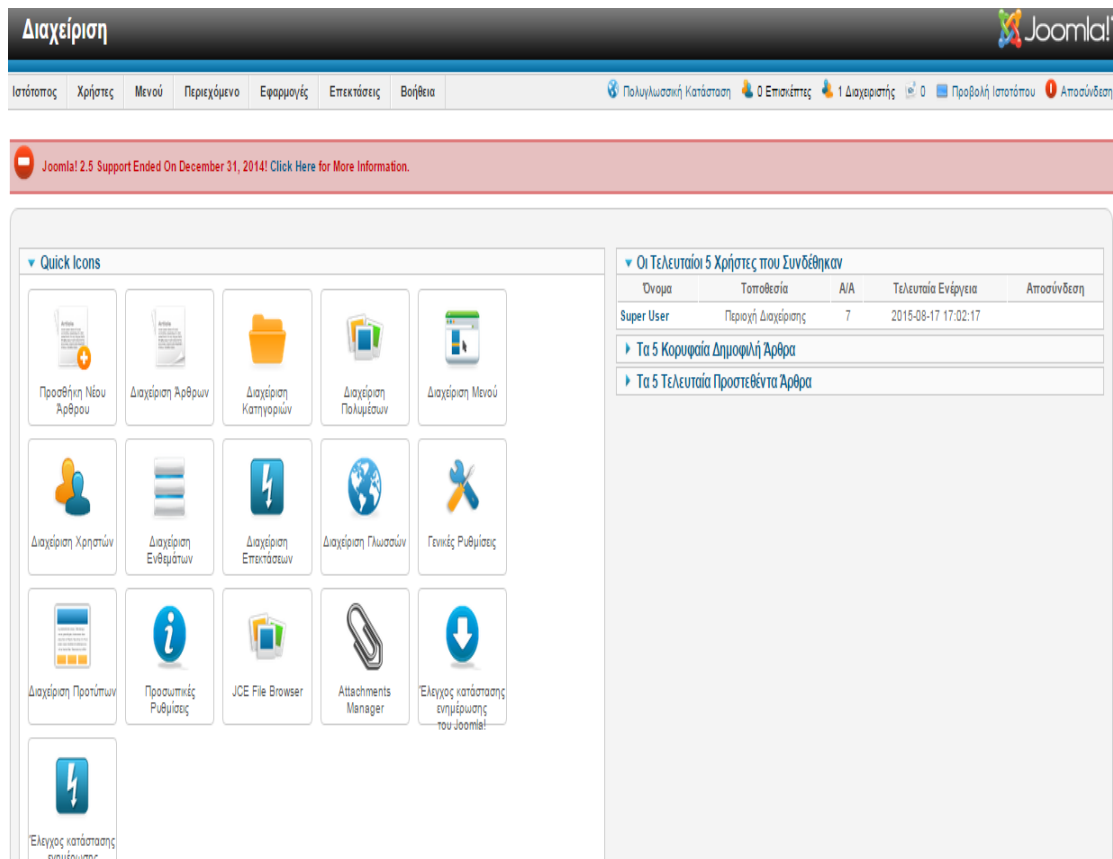 Διαχείριση
Joomla!
Ιστότοπος Χρήστες Μενού Περιεχόμενο Εφαρμογές Επεκτάσεις Βοήθεια Πολυγλωσσική Κατάσταση 0 Επισκέπτες 1 Διαχειριστής 0 Προβολή Ιστοτόπου Αποσύνδεση
Joomla! 2.5 Support Ended On December 31, 2014! Click Here for More Information.
Quick Icons
Προσθήκη Νέου
Άρθρου
Διαχείριση Άρθρων
Διαχείριση
Κατηγοριών
Διαχείριση
Πολυμέσων
Διαχείριση Μενού
Διαχείριση Χρηστών
Διαχείριση
Ενθεμάτων
Διαχείριση
Επεκτάσεων
Διαχείριση Γλωσσών
Γενικές Ρυθμίσεις
Διαχείριση Προτύπων
Προσωπικές
Ρυθμίσεις
JCE File Browser
Attachments
Manager
Έλεγχος κατάστασης
ενημέρωσης
του Joomla!
Έλεγχος κατάστασης
ενημέρωσης
Οι Τελευταίοι 5 Χρήστες που Συνδέθηκαν
Όνομα Τοποθεσία Α/Α Τελευταία Ενέργεια Αποσύνδεση
Super User Περιοχή Διαχείρισης 7 2015-08-17 17:02:17
Τα 5 Κορυφαία Δημοφιλή Άρθρα
Τα 5 Τελευταία Προστεθέντα Άρθρα